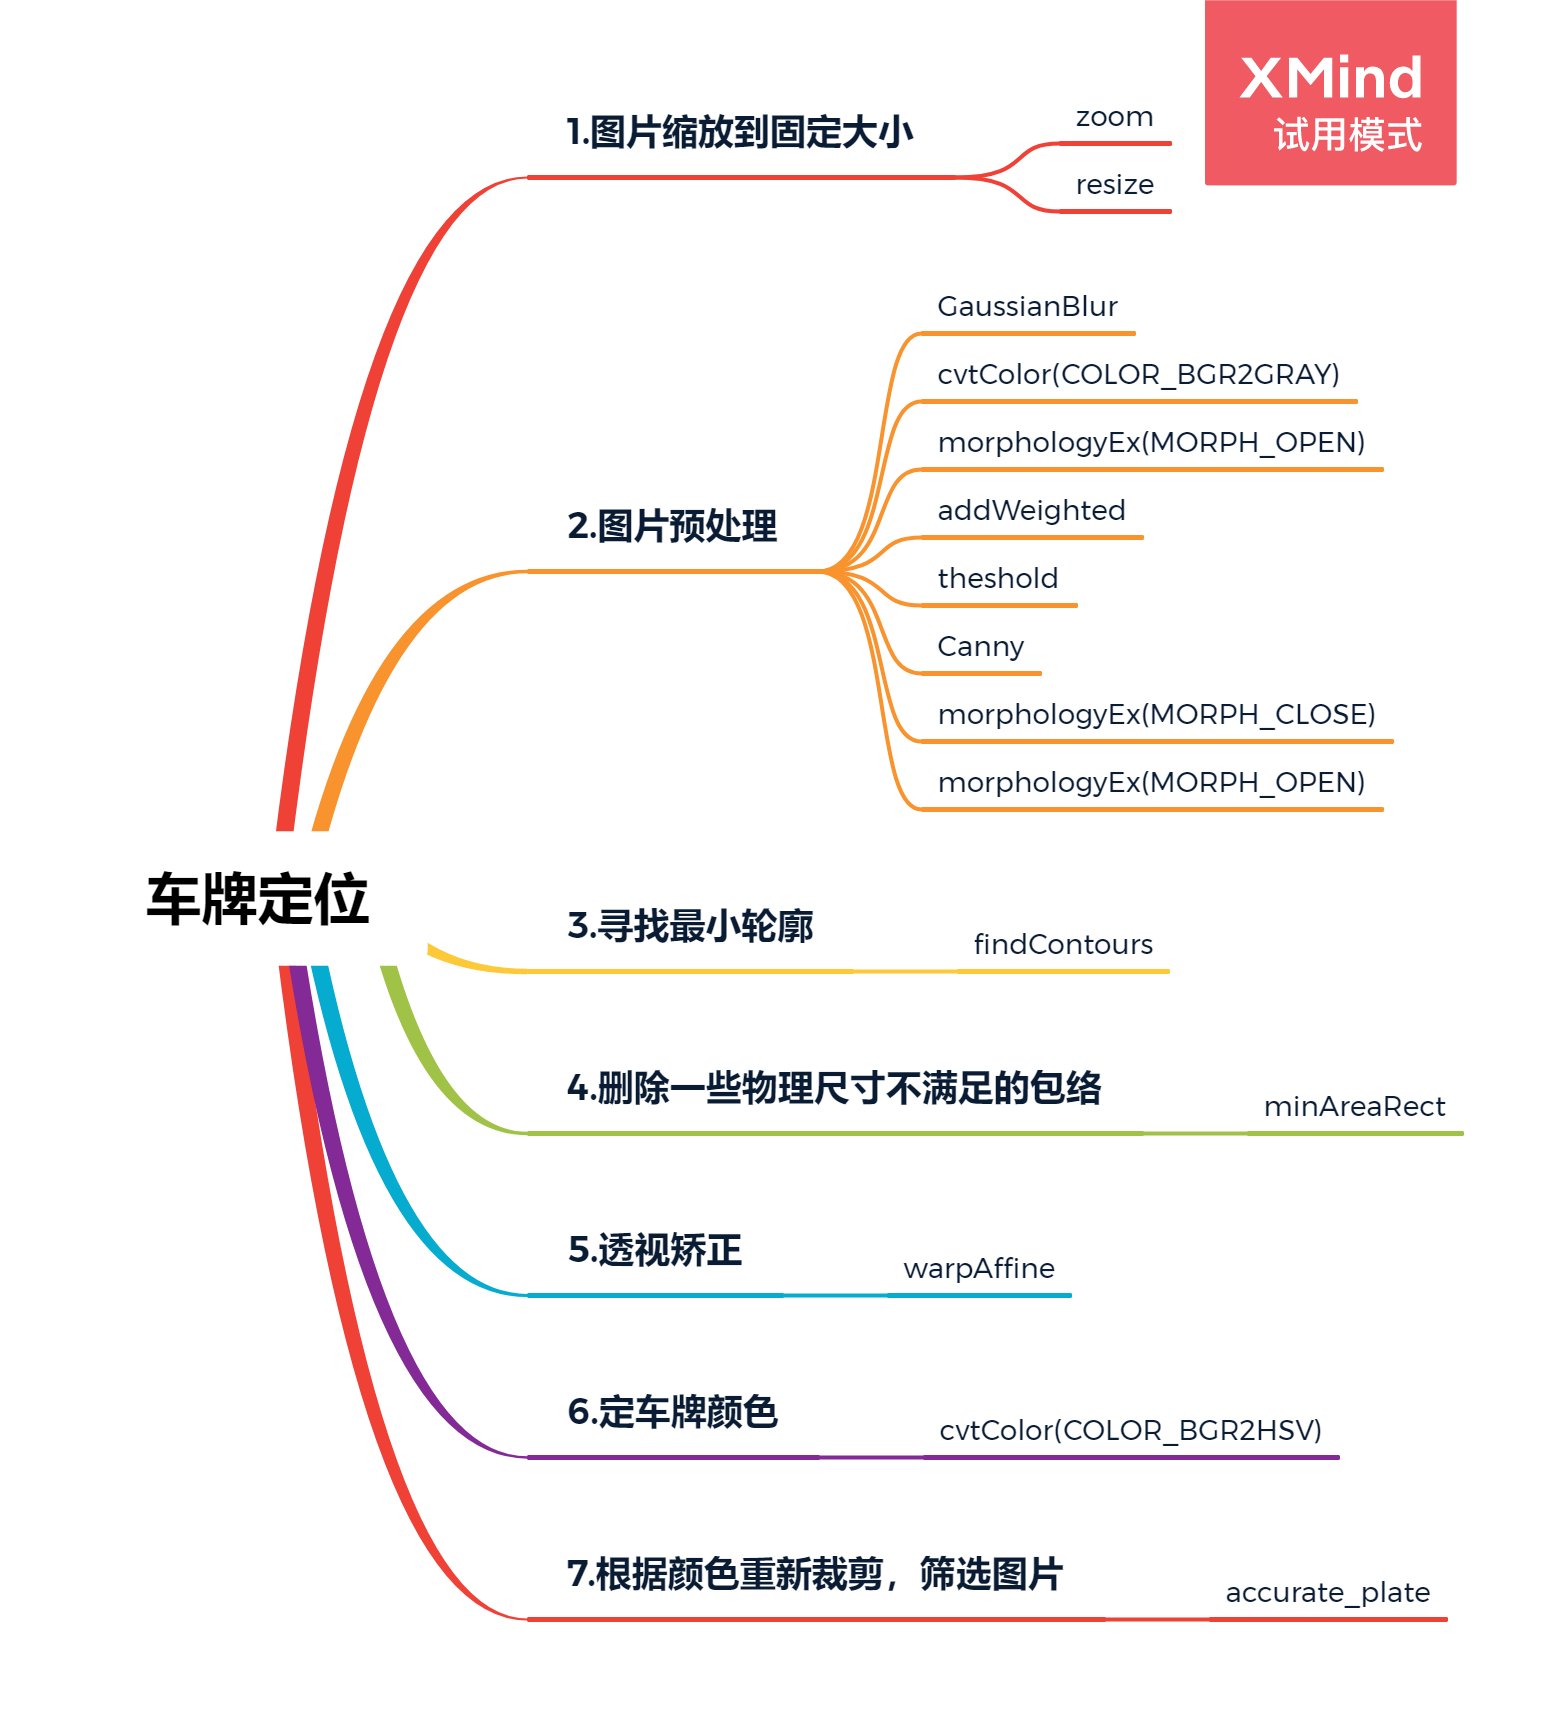 XMind
试用模式
1.图片缩放到固定大小
zoom
resize
2.图片预处理
GaussianBlur
cvtColor(COLOR_BGR2GRAY)
morphologyEx(MORPH_OPEN)
addWeighted
theshold
Canny
morphologyEx(MORPH_CLOSE)
morphologyEx(MORPH_OPEN)
车牌定位
3.寻找最小轮廓
findContours
4.删除一些物理尺寸不满足的包络
minAreaRect
5.透视矫正
warpAffine
6.定车牌颜色
cvtColor(COLOR_BGR2HSV)
7.根据颜色重新裁剪，筛选图片
accurate_plate